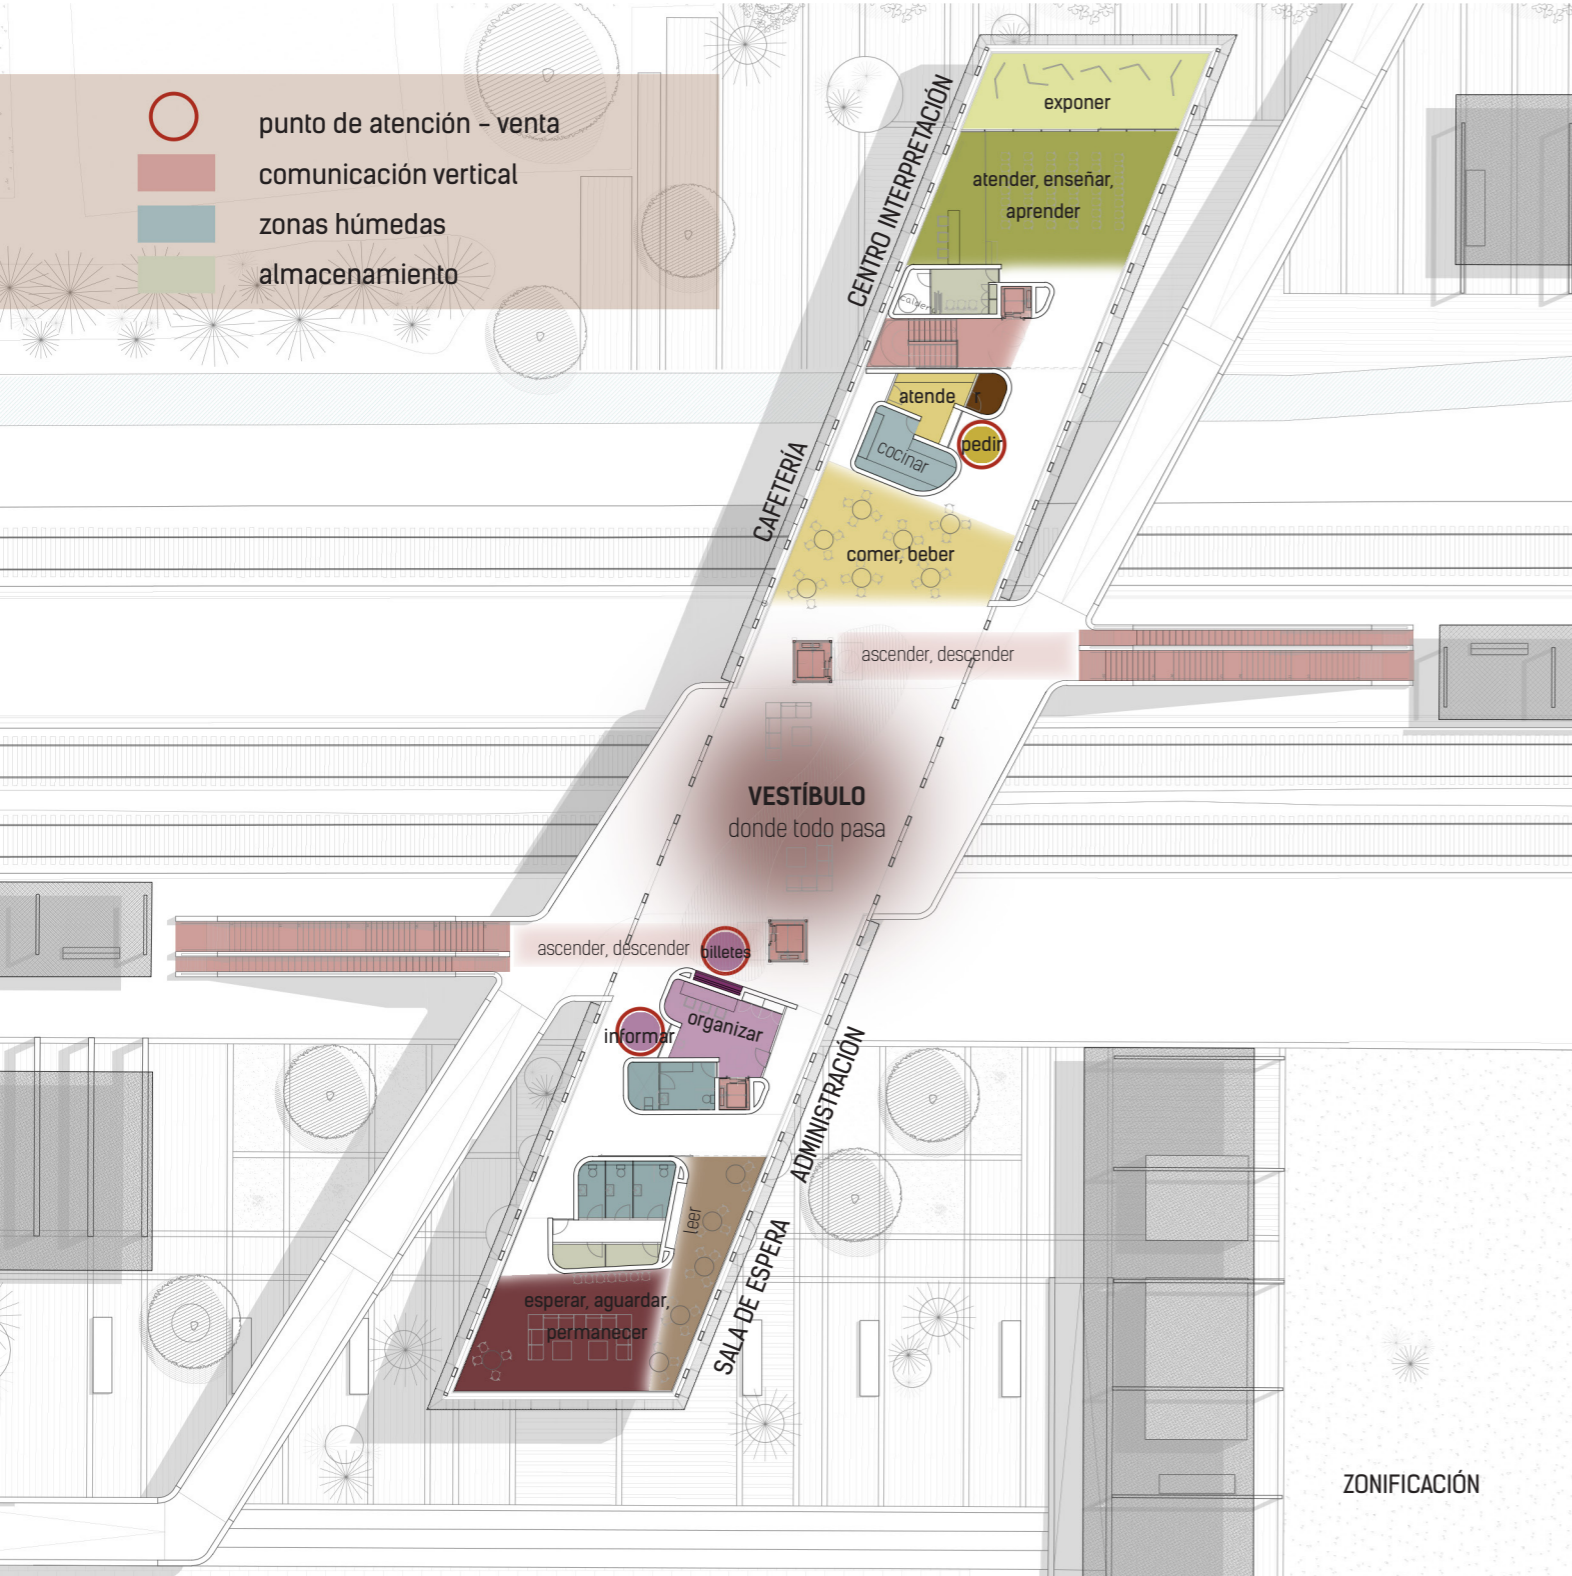 punto de atención - venta
comunicación vertical
zonas húmedas
almacenamiento
CENTRO INTERPRETACIÓN
exponer
atender, enseñar,
aprender
calder
atende r
pedir
cocinar
CAFETERÍA
comer, beber
ascender, descender
VESTÍBULO
donde todo pasa
ascender, descender
billetes
informar
organizar
ADMINISTRACIÓN
leer
SALA DE ESPERA
esperar, aguardar,
permanecer
ZONIFICACIÓN